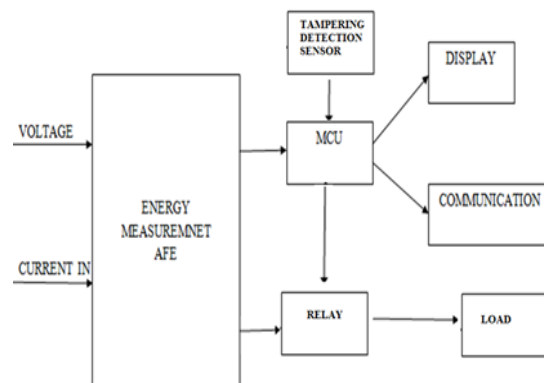 TAMPERING
DETECTION
SENSOR
DISPLAY
VOLTAGE
MCU
ENERGY
MEASUREMNET
AFE
COMMUNICATION
CURRENT IN
RELAY
LOAD